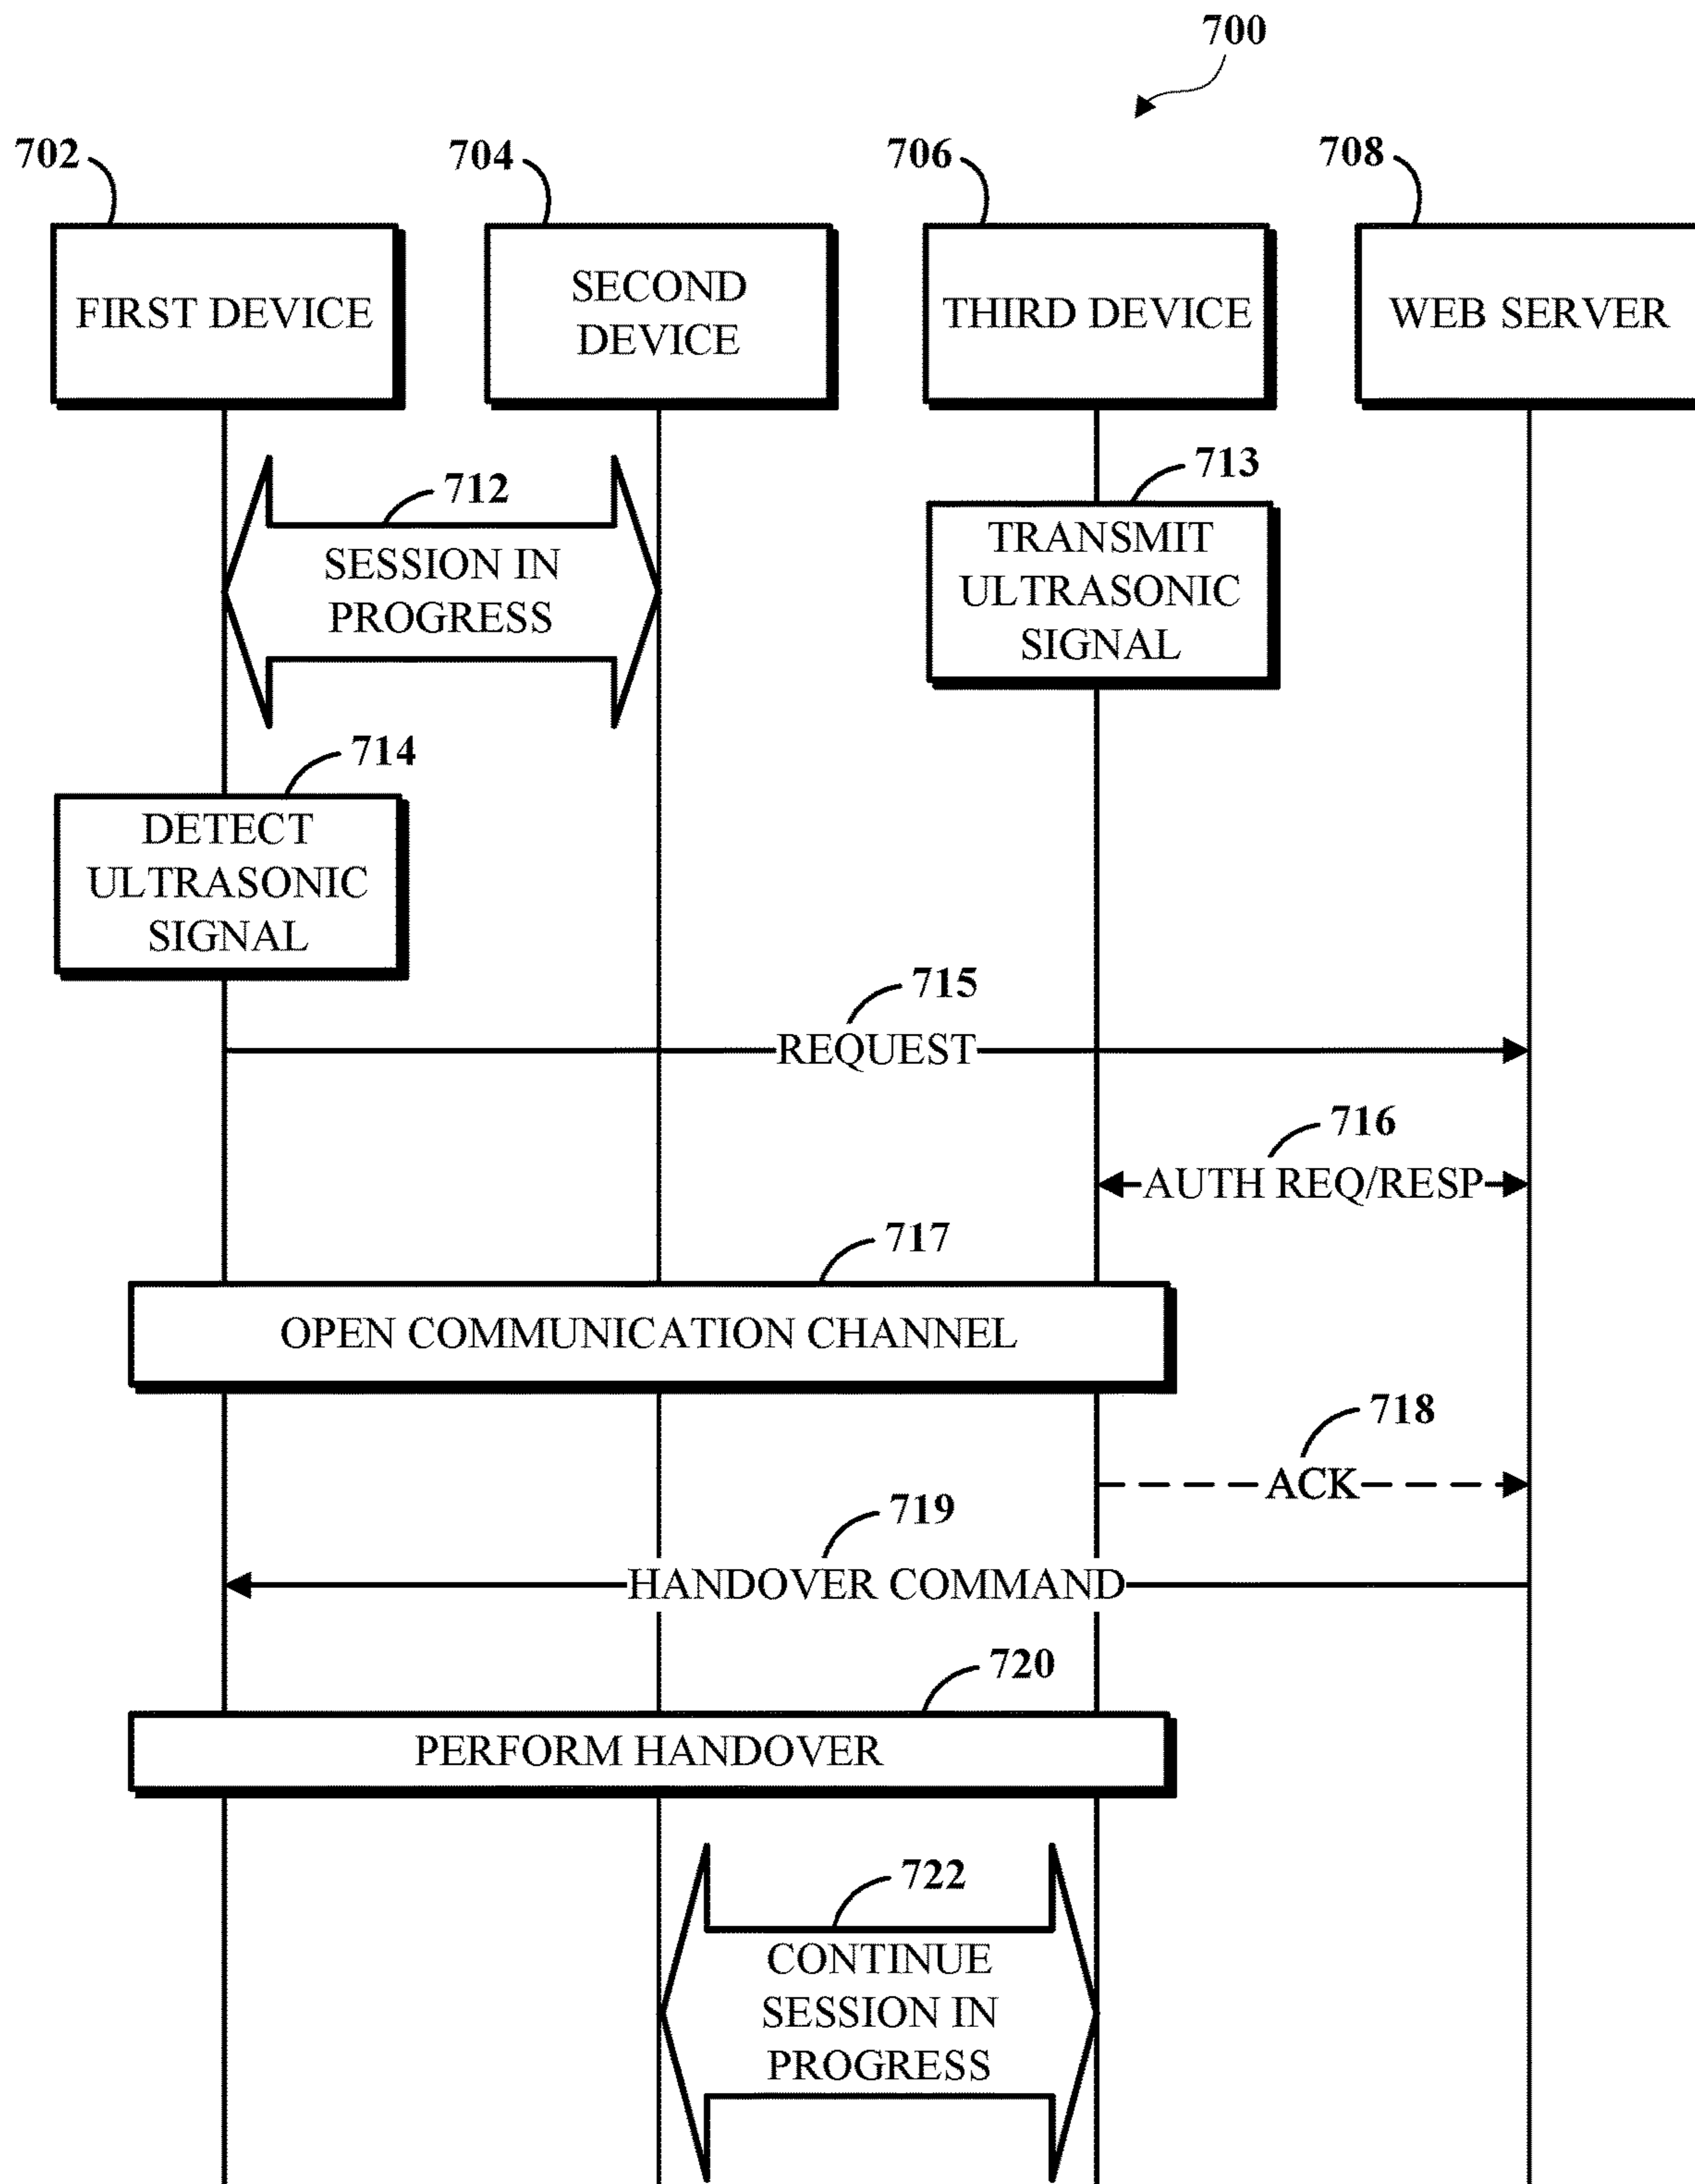 700
702
704
706
708
FIRST DEVICE
SECOND
DEVICE
THIRD DEVICE
WEB SERVER
712
SESSION IN
PROGRESS
713
TRANSMIT
ULTRASONIC
SIGNAL
714
DETECT
ULTRASONIC
SIGNAL
715
REQUEST
716
AUTH REQ/RESP
717
OPEN COMMUNICATION CHANNEL
718
ACK
719
HANDOVER COMMAND
720
PERFORM HANDOVER
722
CONTINUE
SESSION IN
PROGRESS